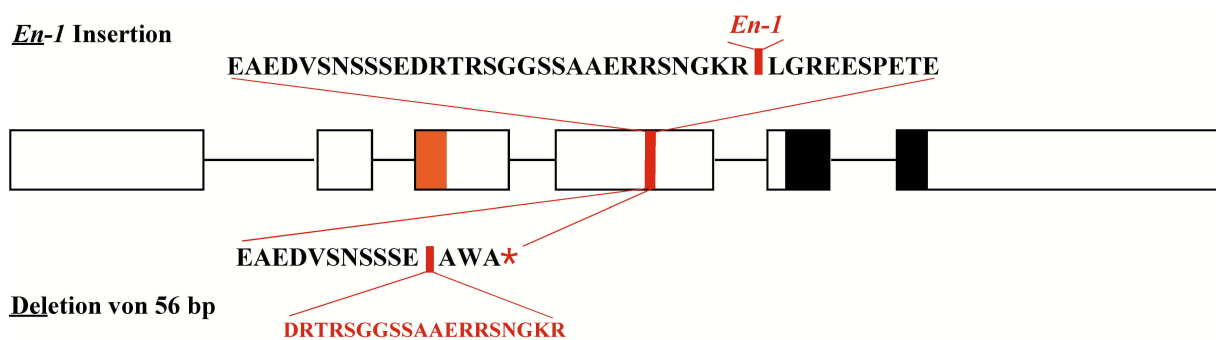 En-1 Insertion
En-1
EAEDVSNSSSEDRTRSGGSSAAERRSNGKR LGREESPETE
EAEDVSNSSSE AWA*
Deletion von 56 bp
DRTRSGGSSAAERRSNGKR